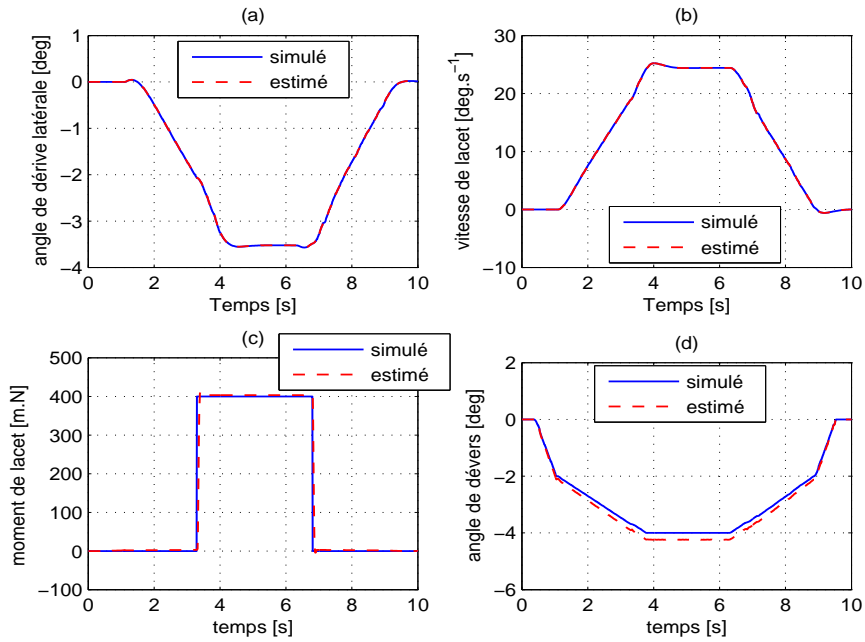 (a)
angle de dérive latérale [deg]
1
0
−1
−2
−3
−4
simulé
estimé
0
2
4
6
8
10
Temps [s]
(b)
vitesse de lacet [deg.s⁻¹]
30
20
10
0
−10
simulé
estimé
0
2
4
6
8
10
Temps [s]
(c)
moment de lacet [m.N]
500
400
300
200
100
0
−100
simulé
estimé
0
2
4
6
8
10
temps [s]
(d)
angle de dévers [deg]
2
0
−2
−4
−6
simulé
estimé
0
2
4
6
8
10
temps [s]